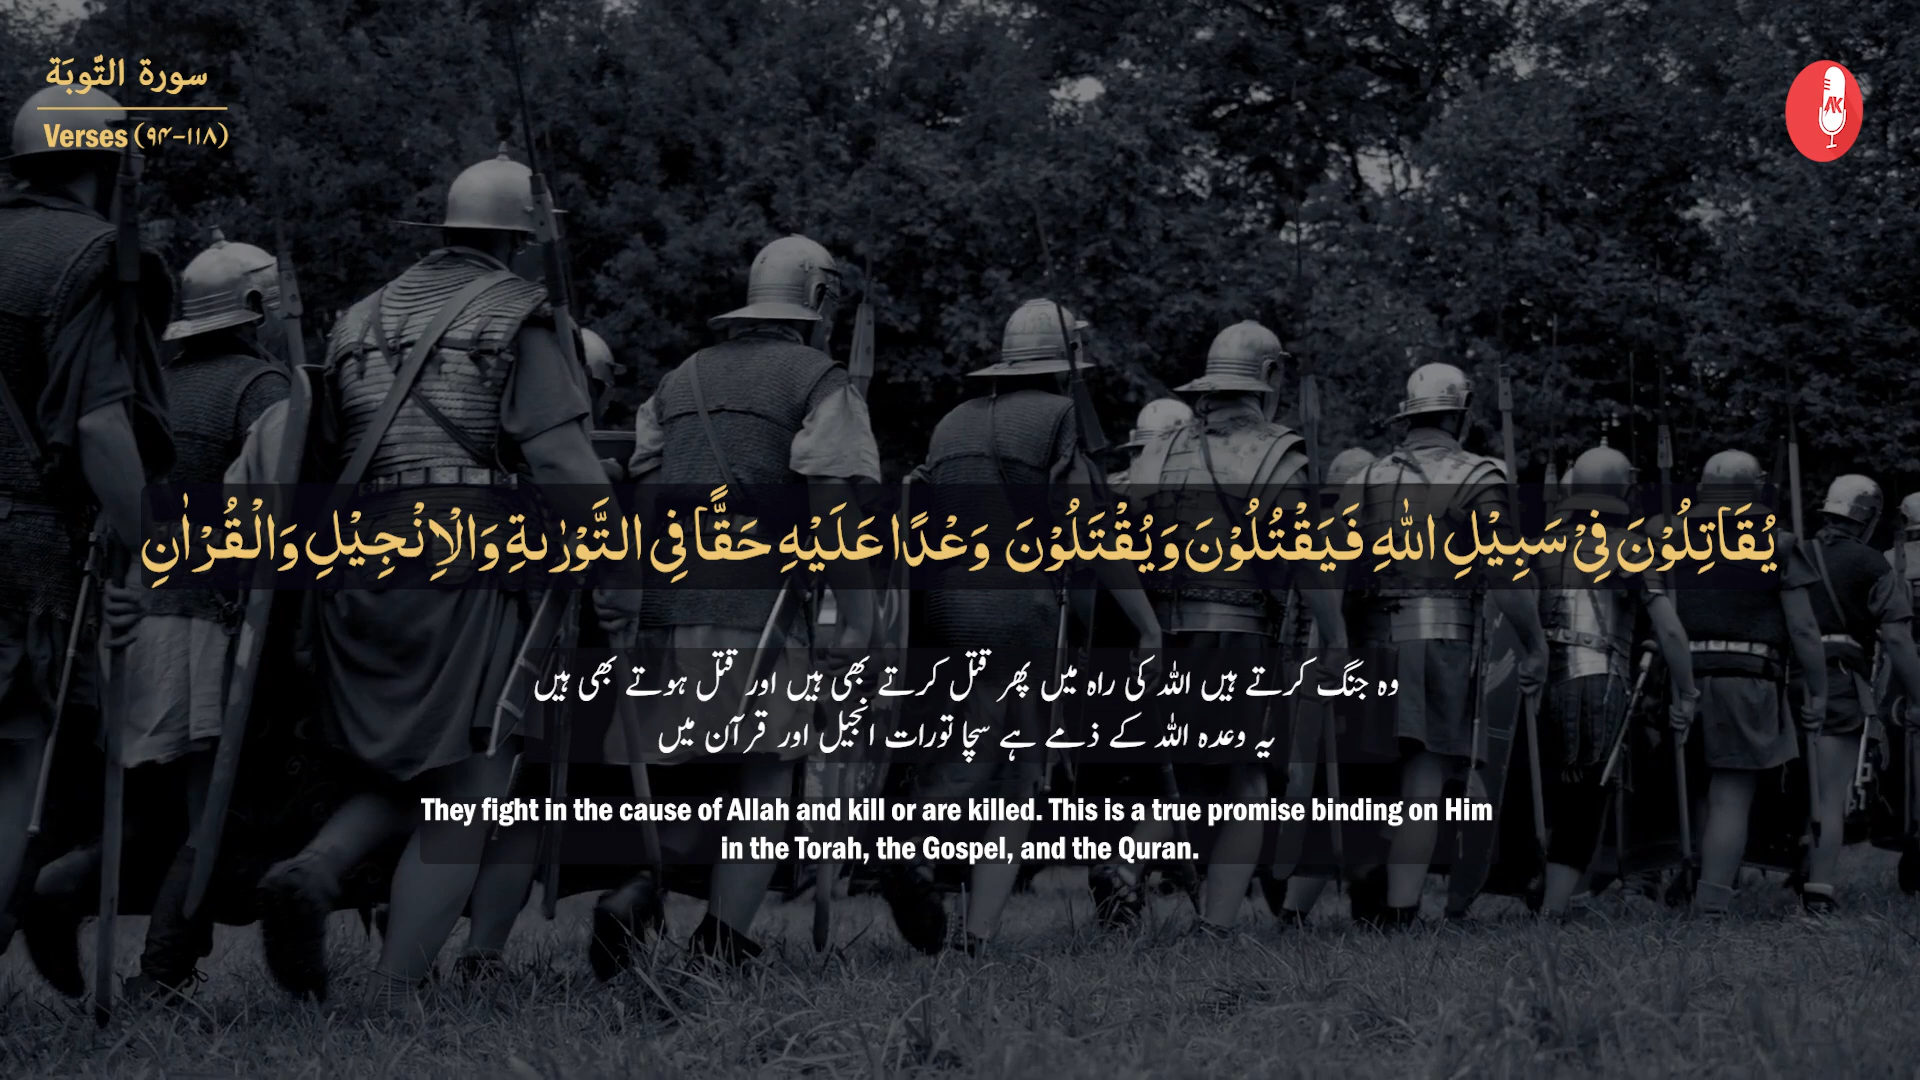 سورة التّوبَة
Verses (۹۴-۱۱۸)
AK
يُقَاتِلُوْنَ فِيْ سَبِيْلِ اللّٰهِ فَيَقْتُلُوْنَ وَيُقْتَلُوْنَ وَعْدًا عَلَيْهِ حَقًّا فِي التَّوْرٰىةِ وَالْاِنْجِيْلِ وَالْقُرْاٰنِ
وہ جنگ کرتے ہیں اللہ کی راہ میں پھر قتل کرتے بھی ہیں اور قتل ہوتے بھی ہیں
یہ وعدہ اللہ کے ذمے ہے سچا تورات انجیل اور قرآن میں
They fight in the cause of Allah and kill or are killed. This is a true promise binding on Him
in the Torah, the Gospel, and the Quran.